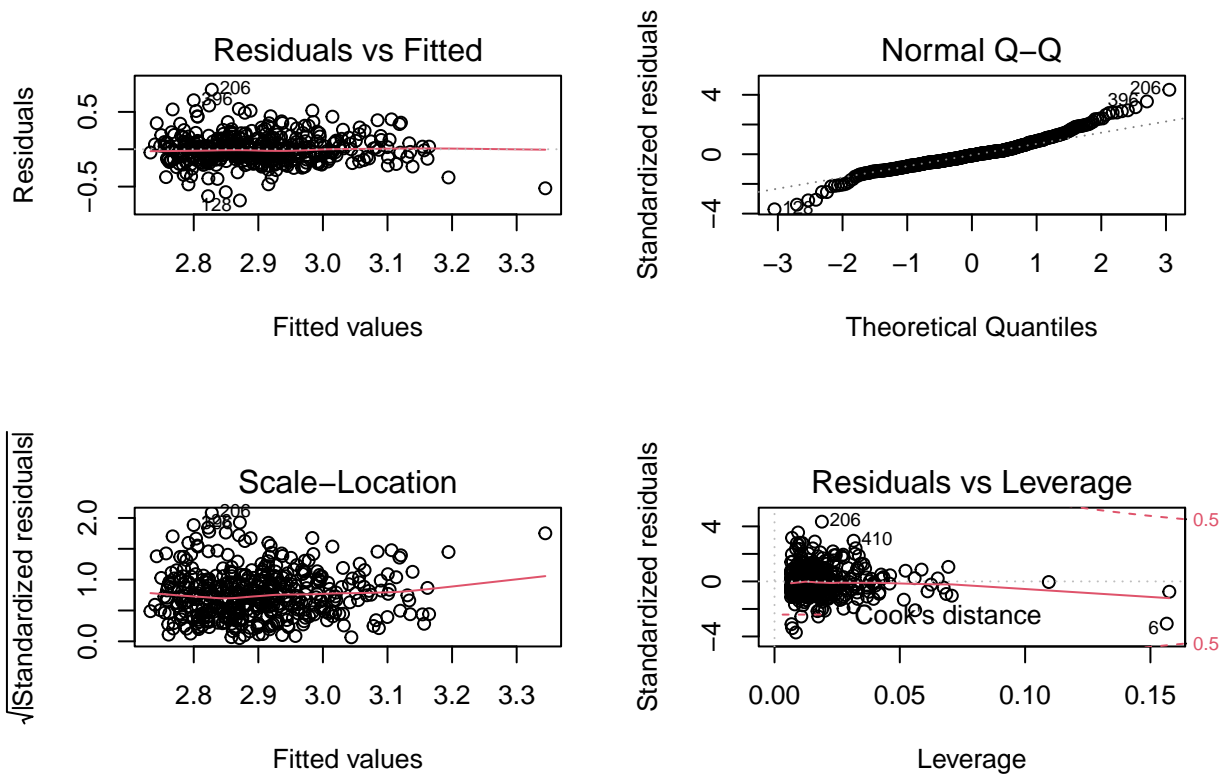 Residuals vs Fitted
Residuals
0.5
−0.5
206
396
128
2.8 2.9 3.0 3.1 3.2 3.3
Fitted values
Normal Q−Q
Standardized residuals
4
0
−4
206
396
128
−3 −2 −1 0 1 2 3
Theoretical Quantiles
Scale−Location
√|Standardized residuals|
2.0
1.0
0.0
206
2.8 2.9 3.0 3.1 3.2 3.3
Fitted values
Residuals vs Leverage
Standardized residuals
4
0
−4
206
410
6
Cook's distance
0.5
0.5
0.00 0.05 0.10 0.15
Leverage